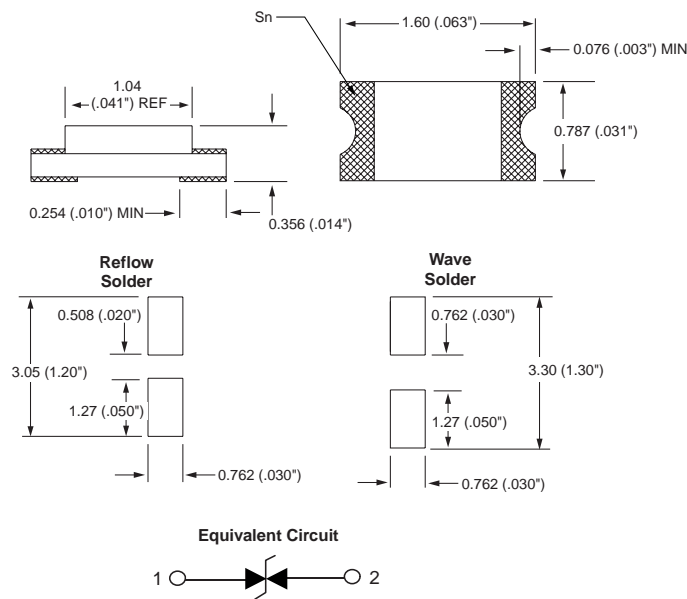 Sn
1.60 (.063")
0.076 (.003") MIN
1.04
(.041") REF
0.787 (.031")
0.254 (.010") MIN
0.356 (.014")
Reflow
Solder
Wave
Solder
0.508 (.020")
0.762 (.030")
3.05 (1.20")
3.30 (1.30")
1.27 (.050")
1.27 (.050")
0.762 (.030")
0.762 (.030")
Equivalent Circuit
1
2